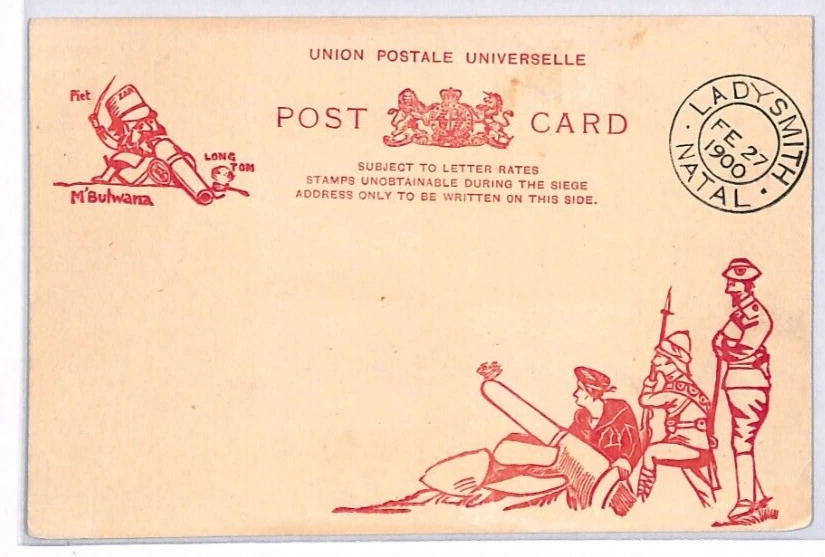 UNION POSTALE UNIVERSELLE
POST CARD
SUBJECT TO LETTER RATES
STAMPS UNOBTAINABLE DURING THE SIEGE
ADDRESS ONLY TO BE WRITTEN ON THIS SIDE.
Piet
ZAR
LONG
TOM
M'Bulwana
LADYSMITH
FE 27
1900
NATAL